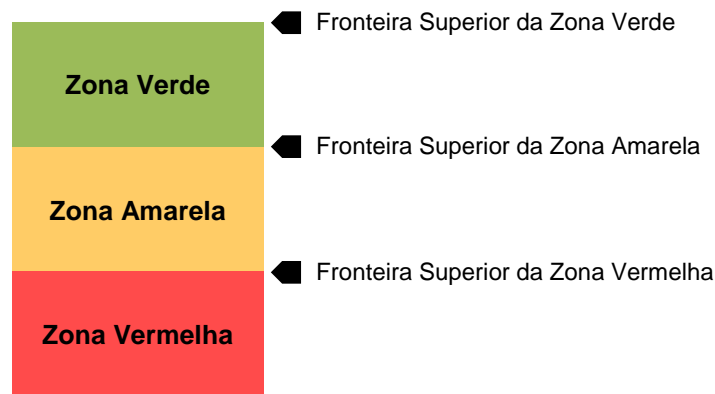 Fronteira Superior da Zona Verde
Zona Verde
Fronteira Superior da Zona Amarela
Zona Amarela
Fronteira Superior da Zona Vermelha
Zona Vermelha